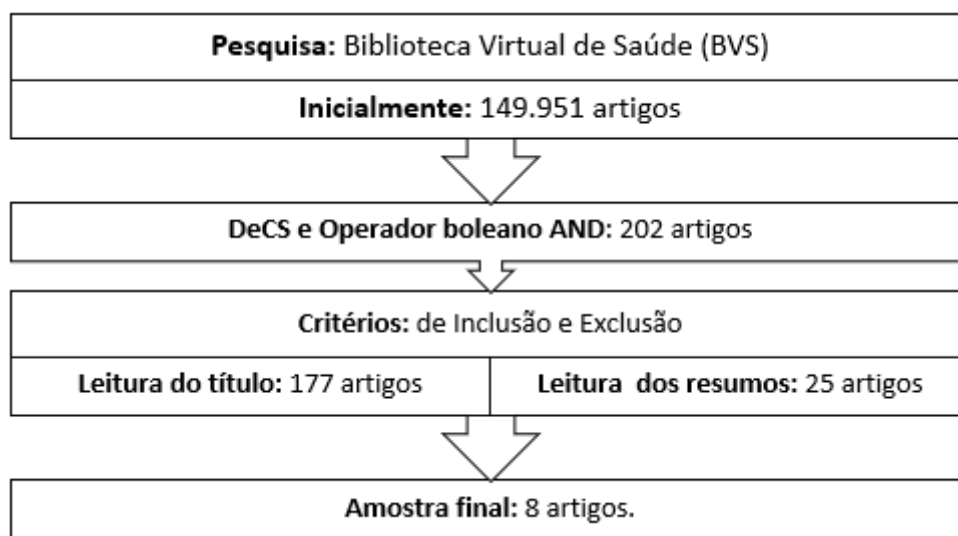 Pesquisa: Biblioteca Virtual de Saúde (BVS)
Inicialmente: 149.951 artigos
DeCS e Operador boleano AND: 202 artigos
Critérios: de Inclusão e Exclusão
Leitura do título: 177 artigos
Leitura dos resumos: 25 artigos
Amostra final: 8 artigos.